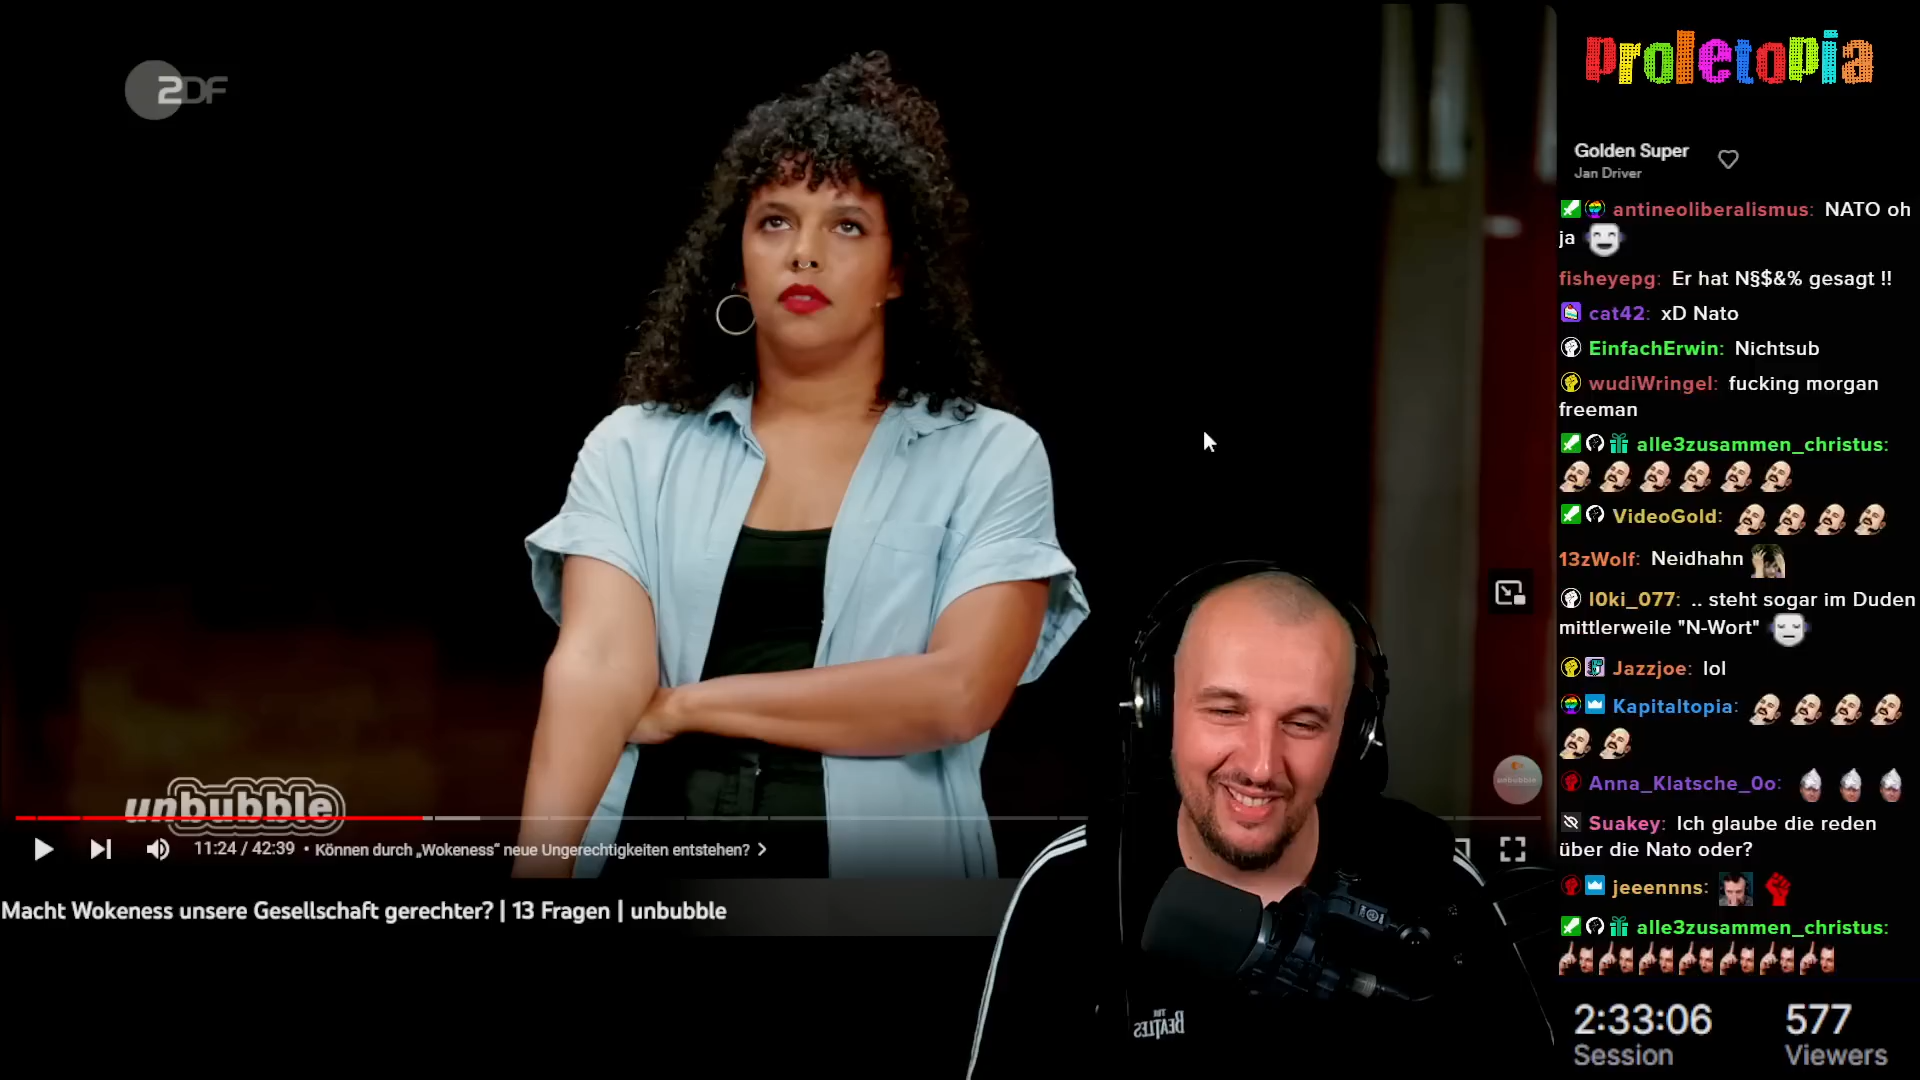 2DF
unbubble
unbubble
11:24 / 42:39 • Können durch „Wokeness“ neue Ungerechtigkeiten entstehen?
Macht Wokeness unsere Gesellschaft gerechter? | 13 Fragen | unbubble
THE
BEATLES
Proletopia
Golden Super
Jan Driver
antineoliberalismus: NATO oh
ja
fisheyepg: Er hat N§$&% gesagt !!
cat42: xD Nato
EinfachErwin: Nichtsub
wudiWringel: fucking morgan
freeman
alle3zusammen_christus:
VideoGold:
13zWolf: Neidhahn
l0ki_077: .. steht sogar im Duden
mittlerweile "N-Wort"
Jazzjoe: lol
Kapitaltopia:
Anna_Klatsche_0o:
Suakey: Ich glaube die reden
über die Nato oder?
jeeennns:
alle3zusammen_christus:
2:33:06
Session
577
Viewers